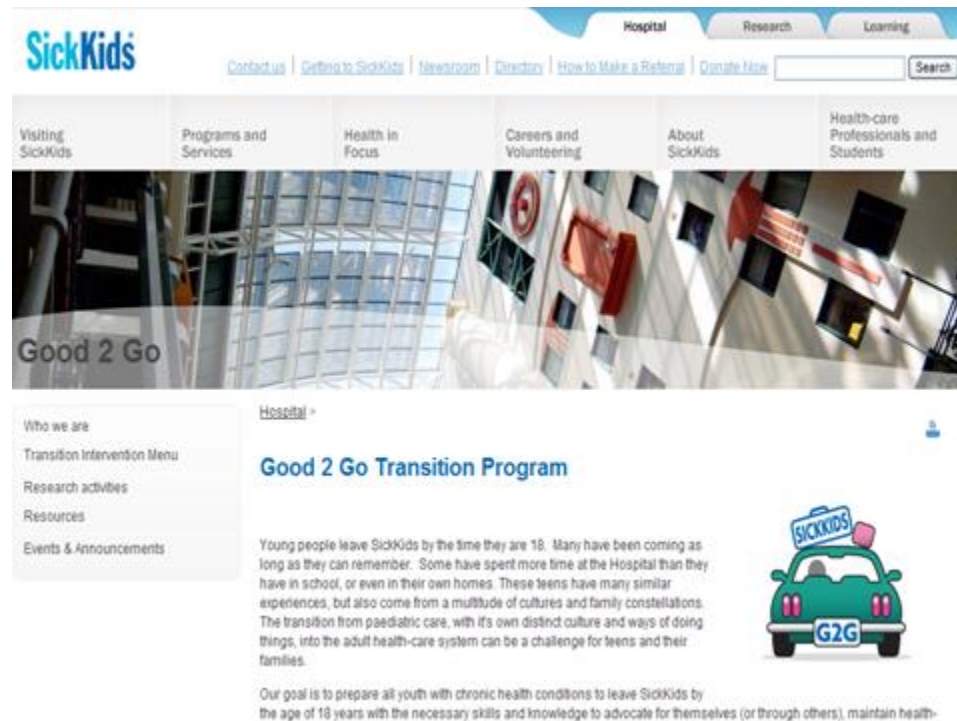 Hospital Research Learning
SickKids
Contact us | Getting to SickKids | Newsroom | Directory | How to Make a Referral | Donate Now Search
Visiting SickKids
Programs and Services
Health in Focus
Careers and Volunteering
About SickKids
Health-care Professionals and Students
Good 2 Go
Who we are
Transition Intervention Menu
Research activities
Resources
Events & Announcements
Hospital >
Good 2 Go Transition Program
SICKKIDS
G2G
Young people leave SickKids by the time they are 18. Many have been coming as
long as they can remember. Some have spent more time at the Hospital than they
have in school, or even in their own homes. These teens have many similar
experiences, but also come from a multitude of cultures and family constellations.
The transition from paediatric care, with it's own distinct culture and ways of doing
things, into the adult health-care system can be a challenge for teens and their
families.
Our goal is to prepare all youth with chronic health conditions to leave SickKids by
the age of 18 years with the necessary skills and knowledge to advocate for themselves (or through others), maintain health-